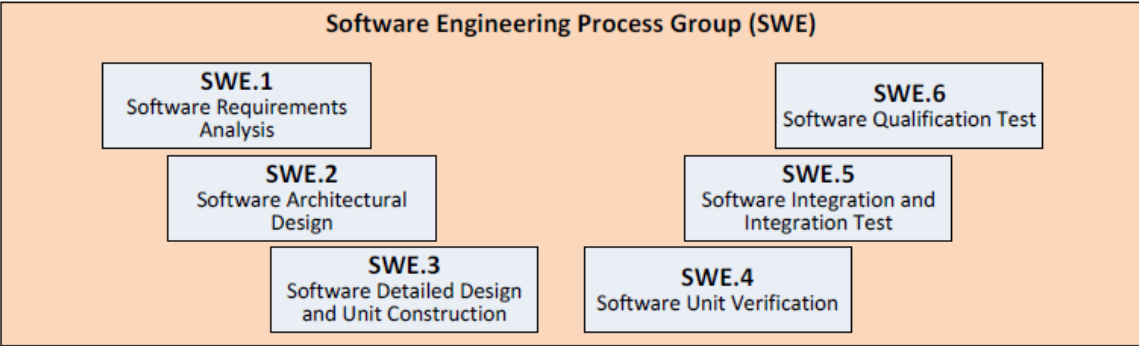 Software Engineering Process Group (SWE)
SWE.1
Software Requirements
Analysis
SWE.6
Software Qualification Test
SWE.2
Software Architectural
Design
SWE.5
Software Integration and
Integration Test
SWE.3
Software Detailed Design
and Unit Construction
SWE.4
Software Unit Verification